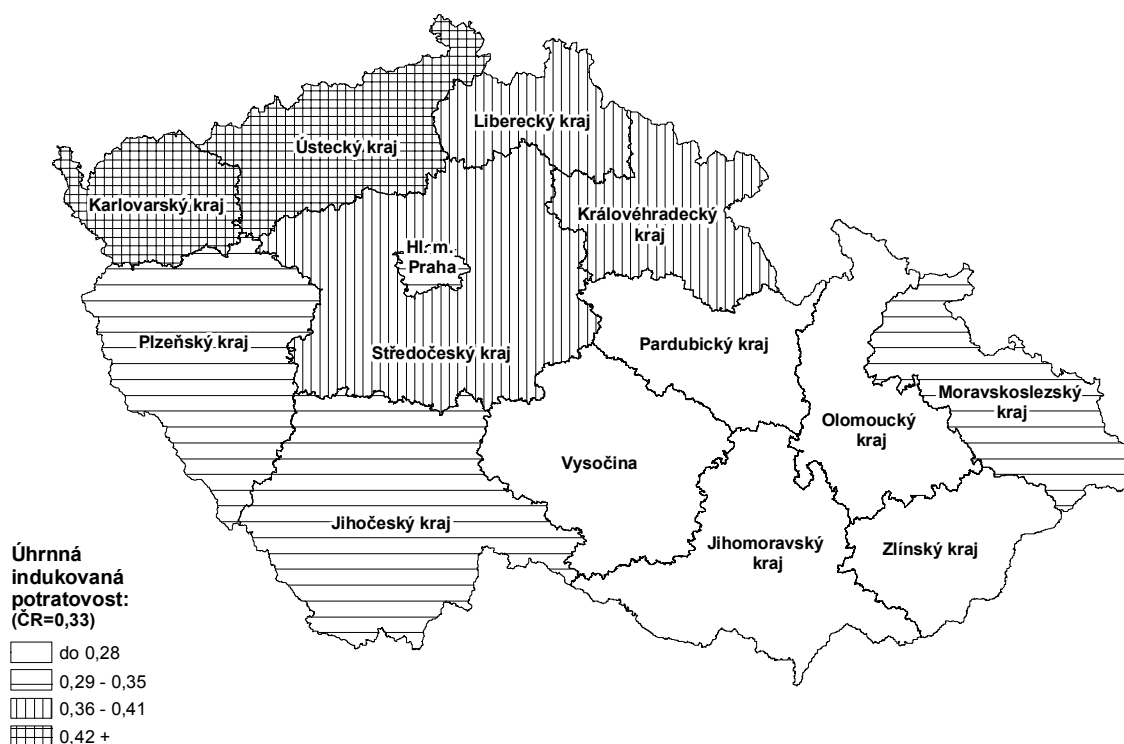 Liberecký kraj
Ústecký kraj
Karlovarský kraj
Královéhradecký
kraj
Hl. m.
Praha
Plzeňský kraj
Středočeský kraj
Pardubický kraj
Moravskoslezský
kraj
Olomoucký
kraj
Vysočina
Jihočeský kraj
Jihomoravský
kraj
Zlínský kraj
Úhrnná
indukovaná
potratovost:
(ČR=0,33)
do 0,28
0,29 - 0,35
0,36 - 0,41
0,42 +